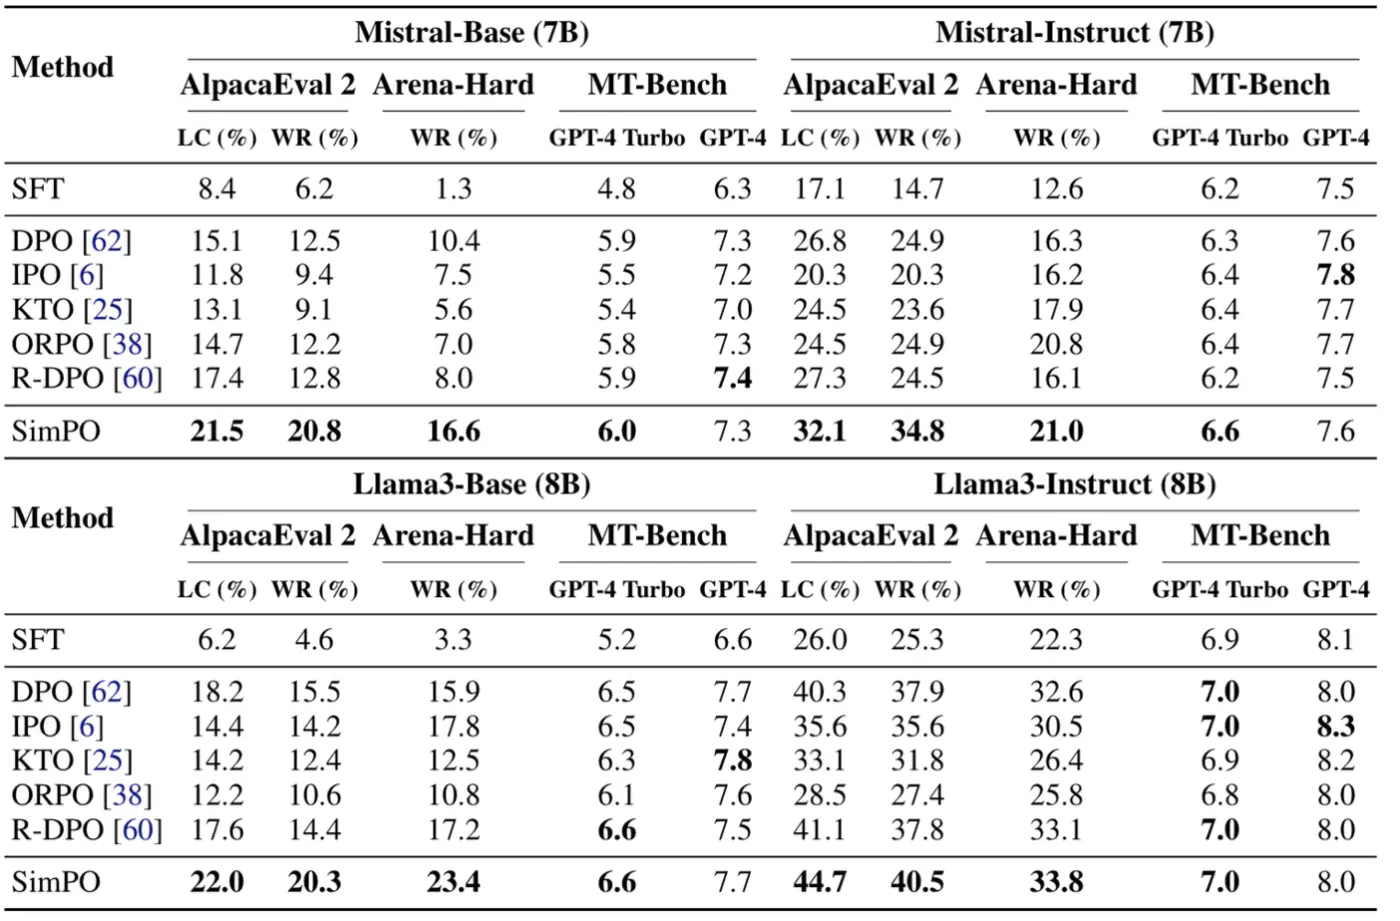 Mistral-Base (7B) Mistral-Instruct (7B)
Method
AlpacaEval 2 Arena-Hard MT-Bench AlpacaEval 2 Arena-Hard MT-Bench
LC (%) WR (%) WR (%) GPT-4 Turbo GPT-4 LC (%) WR (%) WR (%) GPT-4 Turbo GPT-4
SFT 8.4 6.2 1.3 4.8 6.3 17.1 14.7 12.6 6.2 7.5
DPO [62] 15.1 12.5 10.4 5.9 7.3 26.8 24.9 16.3 6.3 7.6
IPO [6] 11.8 9.4 7.5 5.5 7.2 20.3 20.3 16.2 6.4 7.8
KTO [25] 13.1 9.1 5.6 5.4 7.0 24.5 23.6 17.9 6.4 7.7
ORPO [38] 14.7 12.2 7.0 5.8 7.3 24.5 24.9 20.8 6.4 7.7
R-DPO [60] 17.4 12.8 8.0 5.9 7.4 27.3 24.5 16.1 6.2 7.5
SimPO 21.5 20.8 16.6 6.0 7.3 32.1 34.8 21.0 6.6 7.6
Llama3-Base (8B) Llama3-Instruct (8B)
Method
AlpacaEval 2 Arena-Hard MT-Bench AlpacaEval 2 Arena-Hard MT-Bench
LC (%) WR (%) WR (%) GPT-4 Turbo GPT-4 LC (%) WR (%) WR (%) GPT-4 Turbo GPT-4
SFT 6.2 4.6 3.3 5.2 6.6 26.0 25.3 22.3 6.9 8.1
DPO [62] 18.2 15.5 15.9 6.5 7.7 40.3 37.9 32.6 7.0 8.0
IPO [6] 14.4 14.2 17.8 6.5 7.4 35.6 35.6 30.5 7.0 8.3
KTO [25] 14.2 12.4 12.5 6.3 7.8 33.1 31.8 26.4 6.9 8.2
ORPO [38] 12.2 10.6 10.8 6.1 7.6 28.5 27.4 25.8 6.8 8.0
R-DPO [60] 17.6 14.4 17.2 6.6 7.5 41.1 37.8 33.1 7.0 8.0
SimPO 22.0 20.3 23.4 6.6 7.7 44.7 40.5 33.8 7.0 8.0